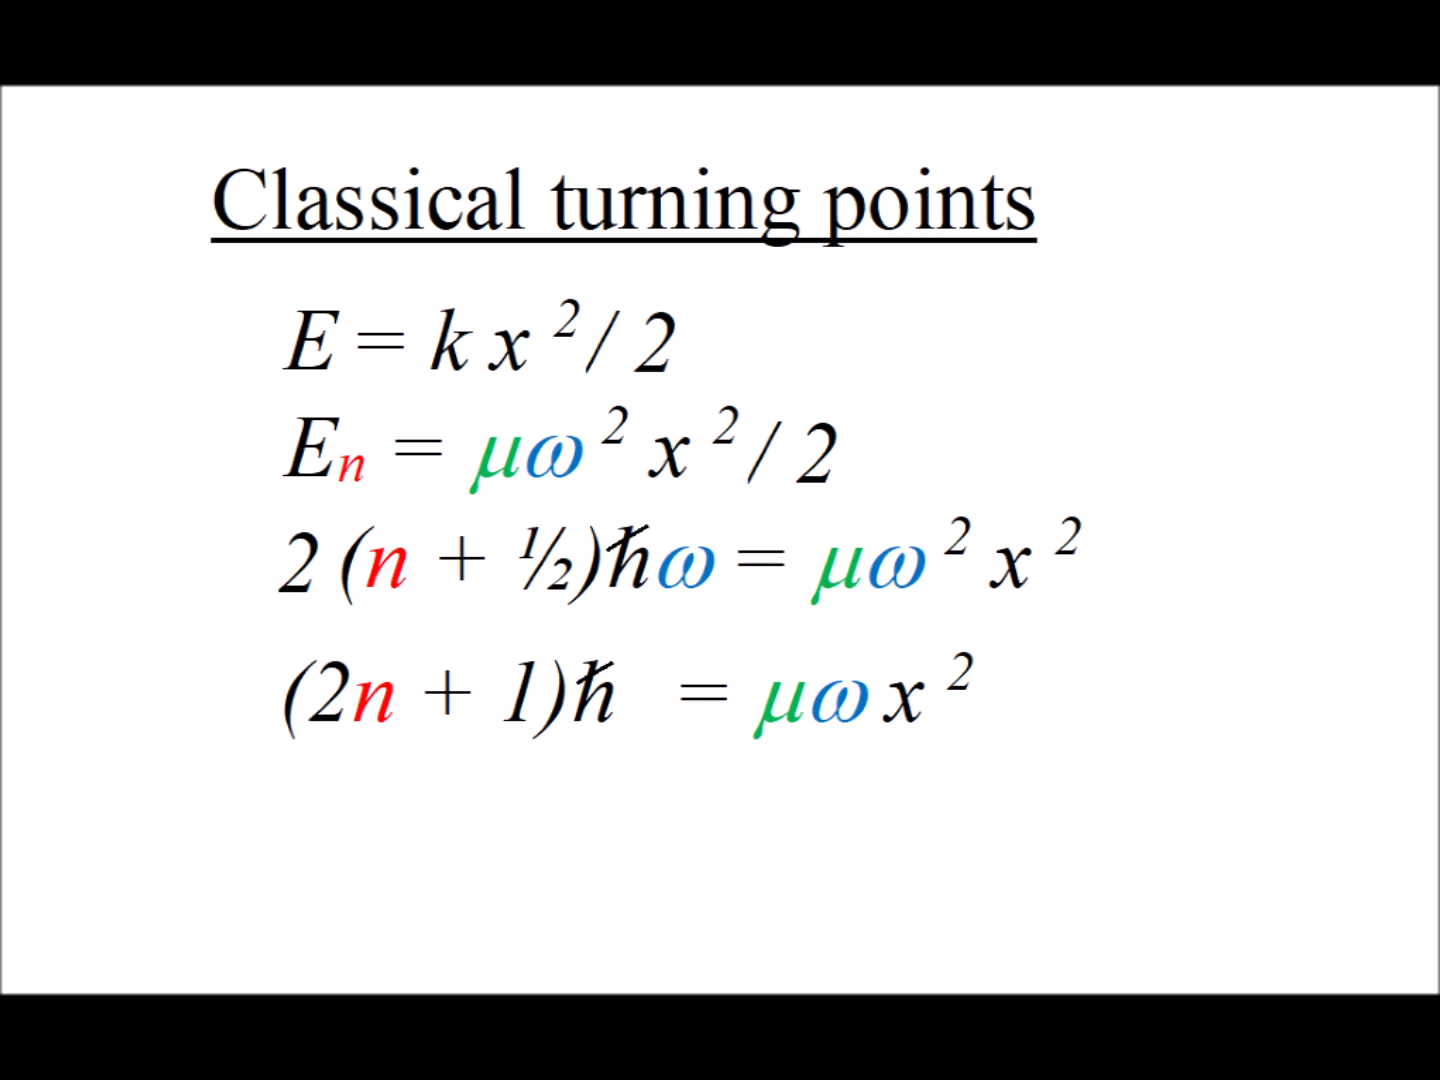 Classical turning points
E = k x ² / 2
Eₙ = μω ² x ² / 2
2 (n + ½)ħω = μω ² x ²
(2n + 1)ħ = μω x ²